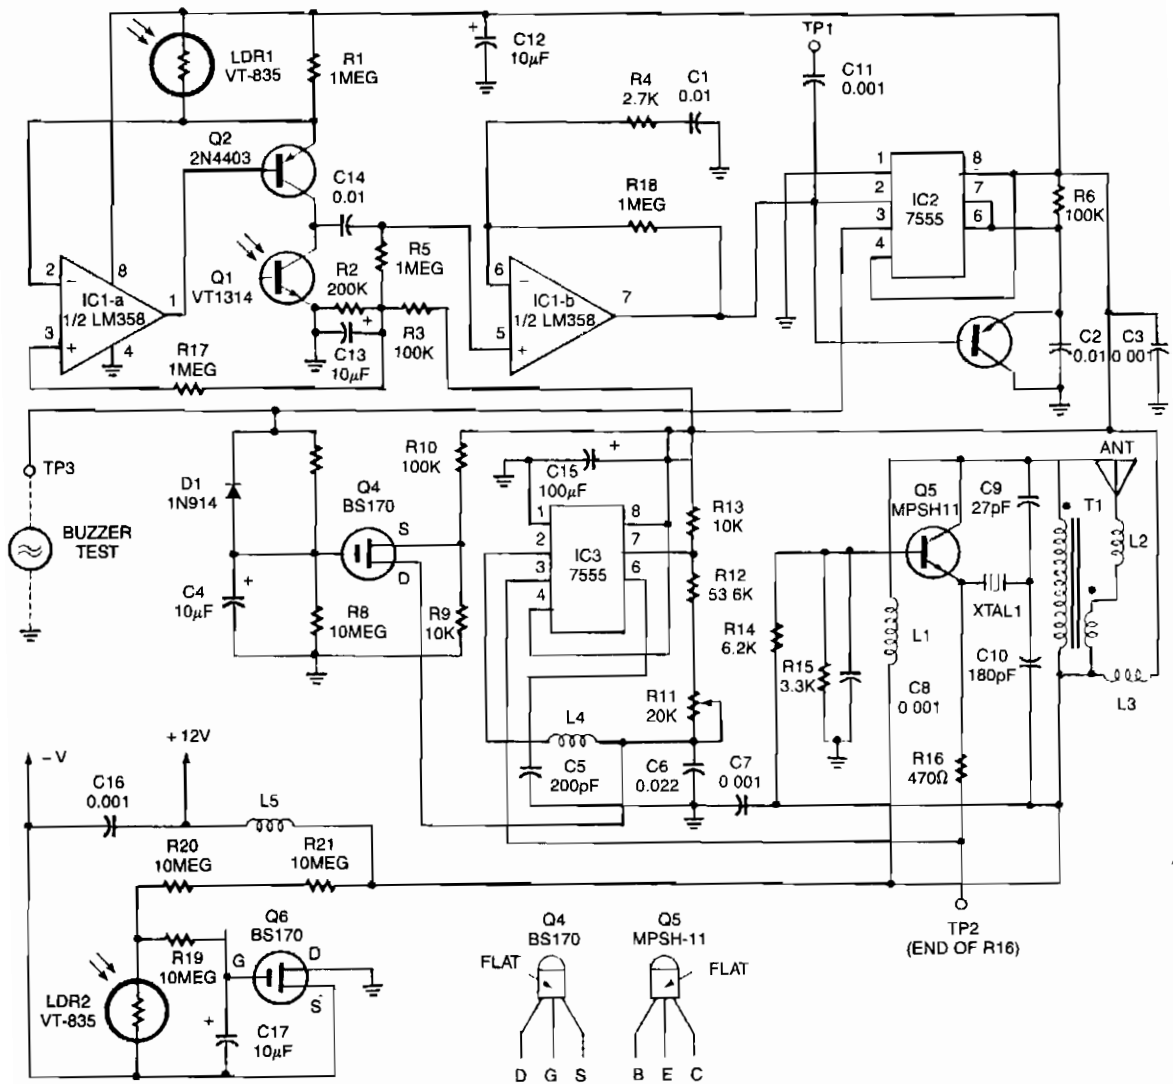 LDR1
VT-835
R1
1MEG
+
C12
10µF
TP1
C11
0.001
R4
2.7K
C1
0.01
Q2
2N4403
C14
0.01
R18
1MEG
1
2
3
4
IC2
7555
8
7
6
R6
100K
2
−
3
+
8
IC1-a
1/2 LM358
1
4
Q1
VT1314
R2
200K
R5
1MEG
+
C13
10µF
R3
100K
6
−
5
+
IC1-b
1/2 LM358
7
R17
1MEG
C2
0.01
C3
0 001
TP3
BUZZER
TEST
D1
1N914
Q4
BS170
S
D
R10
100K
C15
100µF
+
1
2
3
4
IC3
7555
8
7
6
R13
10K
R12
53 6K
Q5
MPSH11
C9
27pF
ANT
T1
L2
XTAL1
+
C4
10µF
R8
10MEG
R9
10K
R14
6.2K
R15
3.3K
L1
C10
180pF
C8
0 001
L3
R11
20K
L4
C5
200pF
C6
0.022
C7
0 001
R16
470Ω
−V
+12V
C16
0.001
L5
R20
10MEG
R21
10MEG
Q6
BS170
R19
10MEG
G
D
S
LDR2
VT-835
+
C17
10µF
TP2
(END OF R16)
Q4
BS170
FLAT
D G S
Q5
MPSH-11
FLAT
B E C